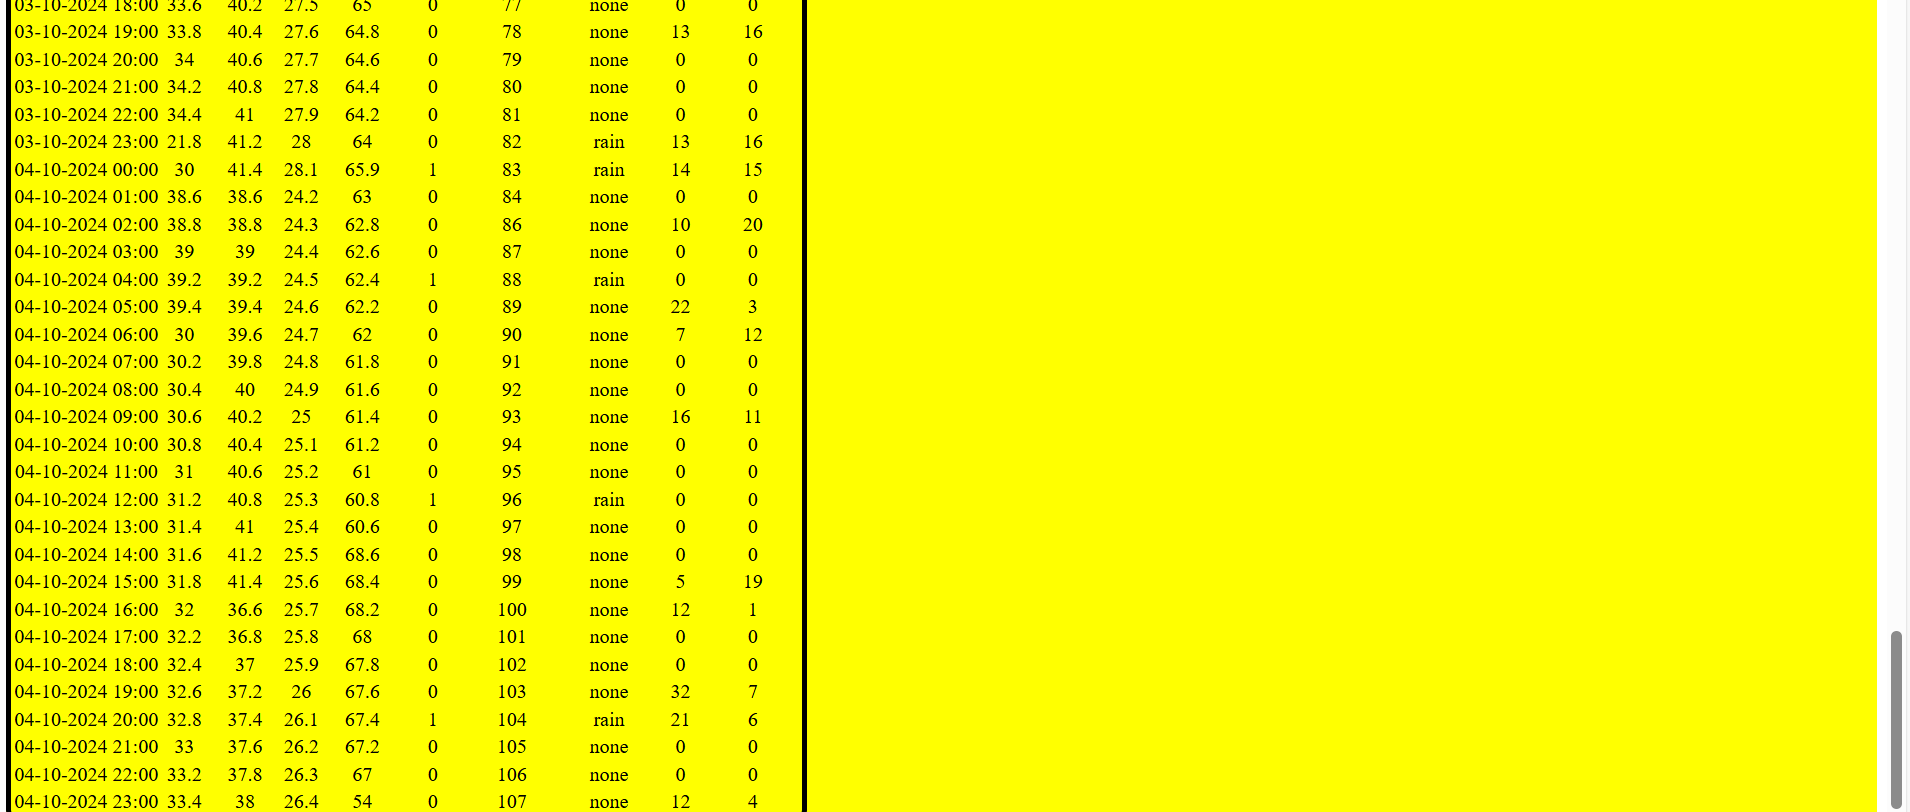 03-10-2024 18:00 33.6 40.2 27.5 65 0 77 none 0 0
03-10-2024 19:00 33.8 40.4 27.6 64.8 0 78 none 13 16
03-10-2024 20:00 34 40.6 27.7 64.6 0 79 none 0 0
03-10-2024 21:00 34.2 40.8 27.8 64.4 0 80 none 0 0
03-10-2024 22:00 34.4 41 27.9 64.2 0 81 none 0 0
03-10-2024 23:00 21.8 41.2 28 64 0 82 rain 13 16
04-10-2024 00:00 30 41.4 28.1 65.9 1 83 rain 14 15
04-10-2024 01:00 38.6 38.6 24.2 63 0 84 none 0 0
04-10-2024 02:00 38.8 38.8 24.3 62.8 0 86 none 10 20
04-10-2024 03:00 39 39 24.4 62.6 0 87 none 0 0
04-10-2024 04:00 39.2 39.2 24.5 62.4 1 88 rain 0 0
04-10-2024 05:00 39.4 39.4 24.6 62.2 0 89 none 22 3
04-10-2024 06:00 30 39.6 24.7 62 0 90 none 7 12
04-10-2024 07:00 30.2 39.8 24.8 61.8 0 91 none 0 0
04-10-2024 08:00 30.4 40 24.9 61.6 0 92 none 0 0
04-10-2024 09:00 30.6 40.2 25 61.4 0 93 none 16 11
04-10-2024 10:00 30.8 40.4 25.1 61.2 0 94 none 0 0
04-10-2024 11:00 31 40.6 25.2 61 0 95 none 0 0
04-10-2024 12:00 31.2 40.8 25.3 60.8 1 96 rain 0 0
04-10-2024 13:00 31.4 41 25.4 60.6 0 97 none 0 0
04-10-2024 14:00 31.6 41.2 25.5 68.6 0 98 none 0 0
04-10-2024 15:00 31.8 41.4 25.6 68.4 0 99 none 5 19
04-10-2024 16:00 32 36.6 25.7 68.2 0 100 none 12 1
04-10-2024 17:00 32.2 36.8 25.8 68 0 101 none 0 0
04-10-2024 18:00 32.4 37 25.9 67.8 0 102 none 0 0
04-10-2024 19:00 32.6 37.2 26 67.6 0 103 none 32 7
04-10-2024 20:00 32.8 37.4 26.1 67.4 1 104 rain 21 6
04-10-2024 21:00 33 37.6 26.2 67.2 0 105 none 0 0
04-10-2024 22:00 33.2 37.8 26.3 67 0 106 none 0 0
04-10-2024 23:00 33.4 38 26.4 54 0 107 none 12 4